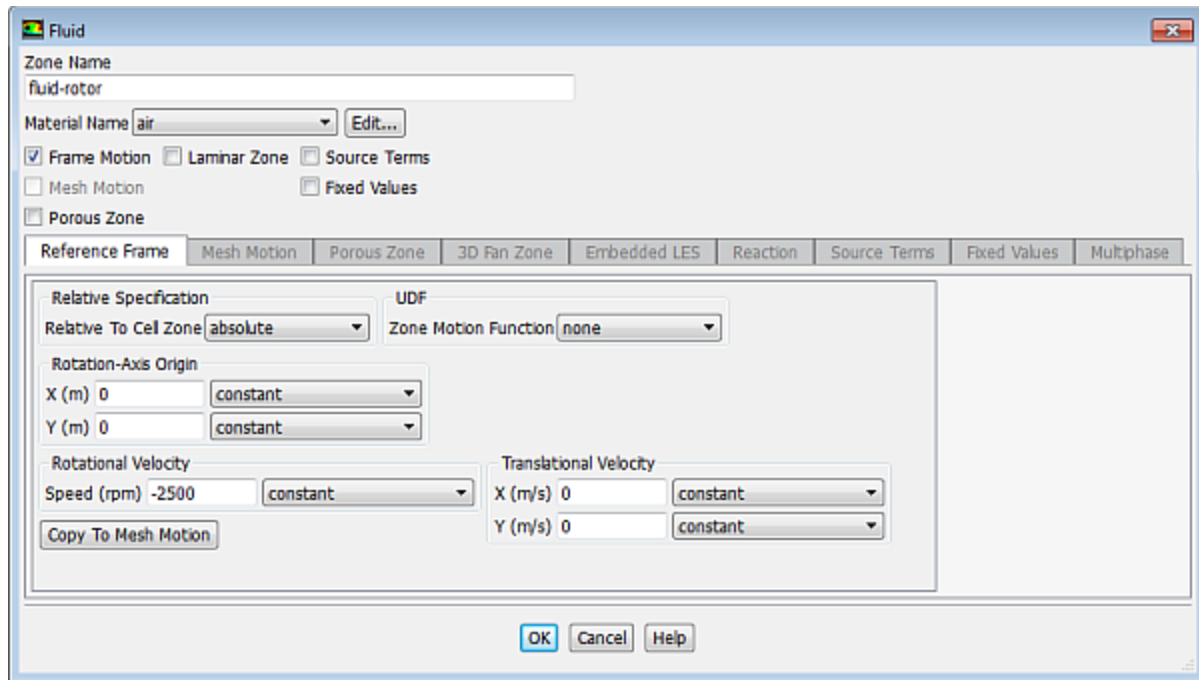 Fluid
Zone Name
fluid-rotor
Material Name air Edit...
Frame Motion Laminar Zone Source Terms
Mesh Motion Fixed Values
Porous Zone
Reference Frame Mesh Motion Porous Zone 3D Fan Zone Embedded LES Reaction Source Terms Fixed Values Multiphase
Relative Specification UDF
Relative To Cell Zone absolute Zone Motion Function none
Rotation-Axis Origin
X (m) 0 constant
Y (m) 0 constant
Rotational Velocity Translational Velocity
Speed (rpm) -2500 constant X (m/s) 0 constant
Copy To Mesh Motion Y (m/s) 0 constant
OK Cancel Help